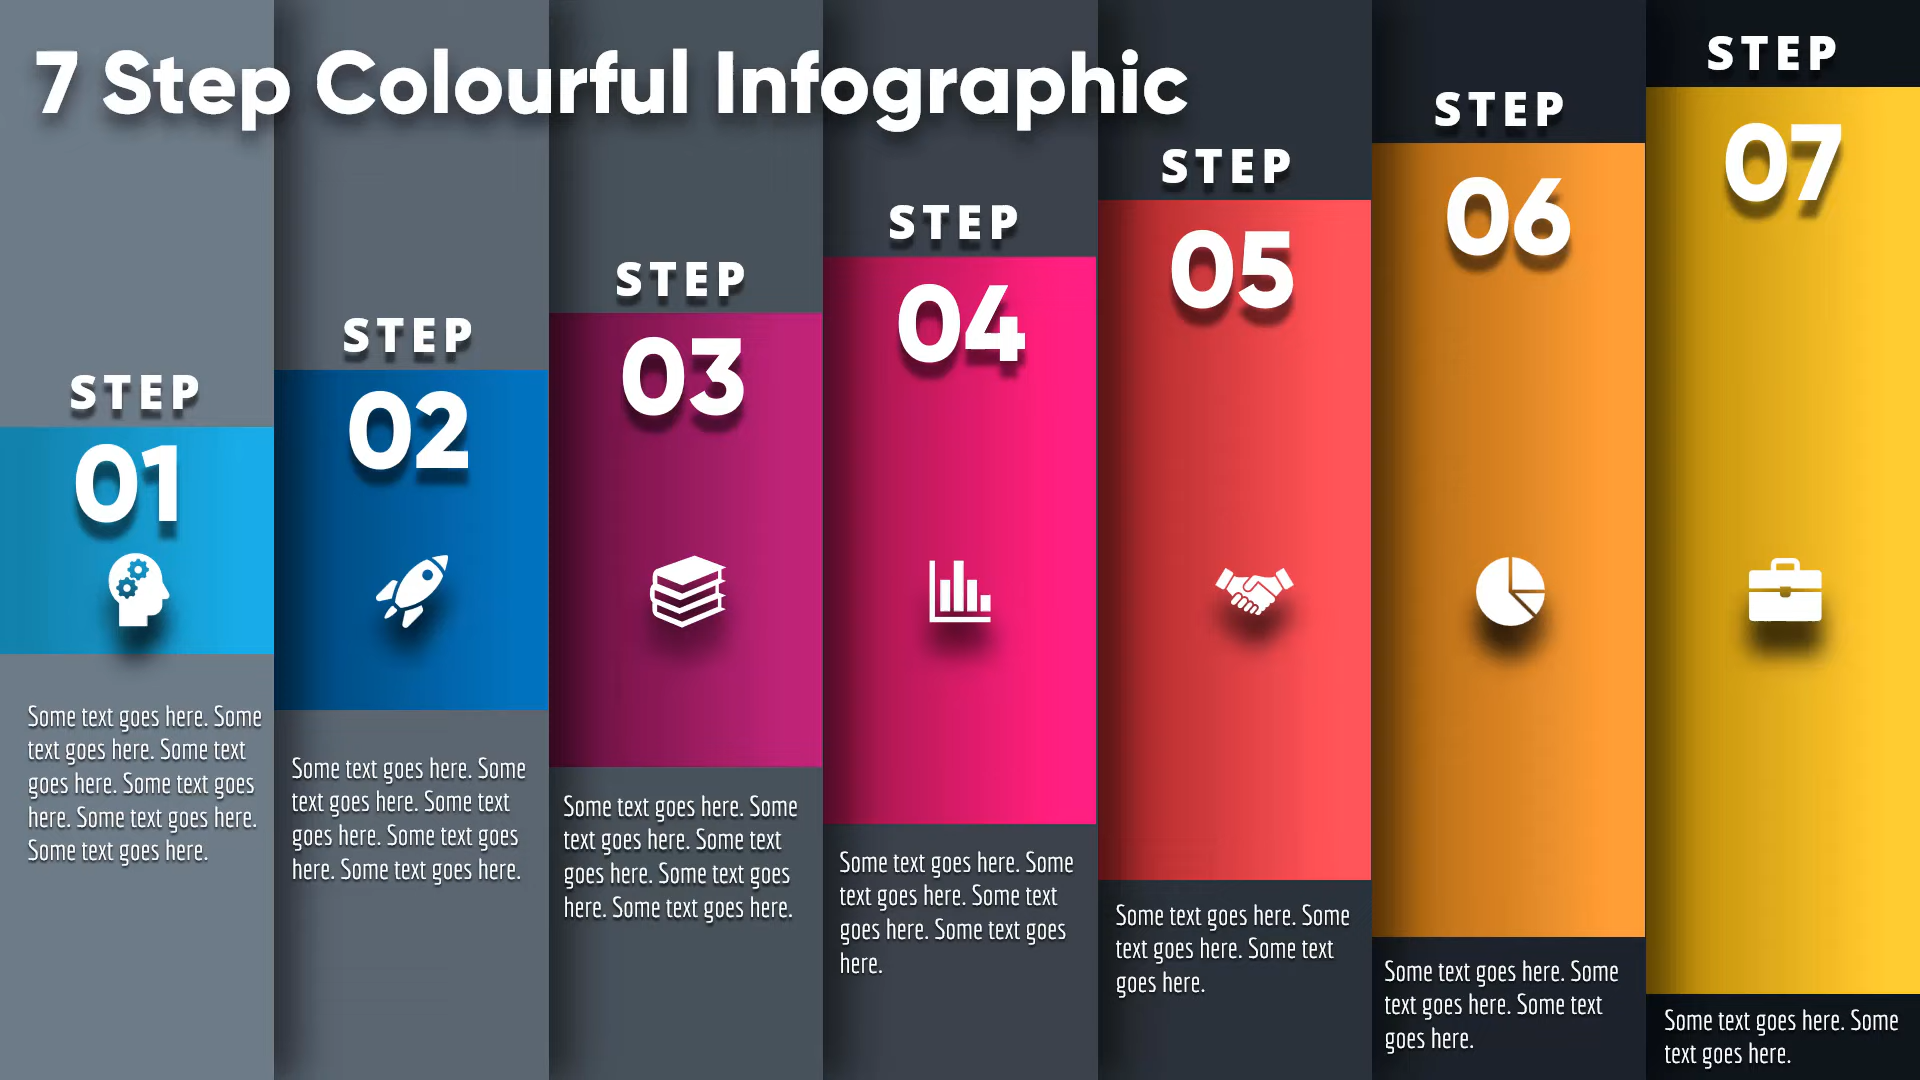 7 Step Colourful Infographic
STEP
01
Some text goes here. Some
text goes here. Some text
goes here. Some text goes
here. Some text goes here.
Some text goes here.
STEP
02
Some text goes here. Some
text goes here. Some text
goes here. Some text goes
here. Some text goes here.
STEP
03
Some text goes here. Some
text goes here. Some text
goes here. Some text goes
here. Some text goes here.
STEP
04
Some text goes here. Some
text goes here. Some text
goes here. Some text goes
here.
STEP
05
Some text goes here. Some
text goes here. Some text
goes here.
STEP
06
Some text goes here. Some
text goes here. Some text
goes here.
STEP
07
Some text goes here. Some
text goes here.